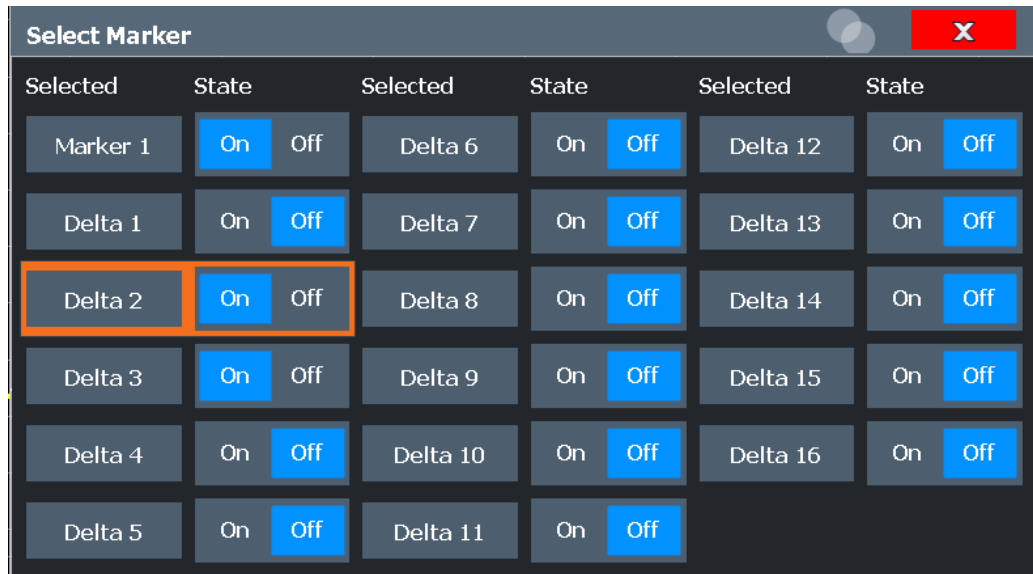 Select Marker X
Selected State Selected State Selected State
Marker 1 On Off Delta 6 On Off Delta 12 On Off
Delta 1 On Off Delta 7 On Off Delta 13 On Off
Delta 2 On Off Delta 8 On Off Delta 14 On Off
Delta 3 On Off Delta 9 On Off Delta 15 On Off
Delta 4 On Off Delta 10 On Off Delta 16 On Off
Delta 5 On Off Delta 11 On Off